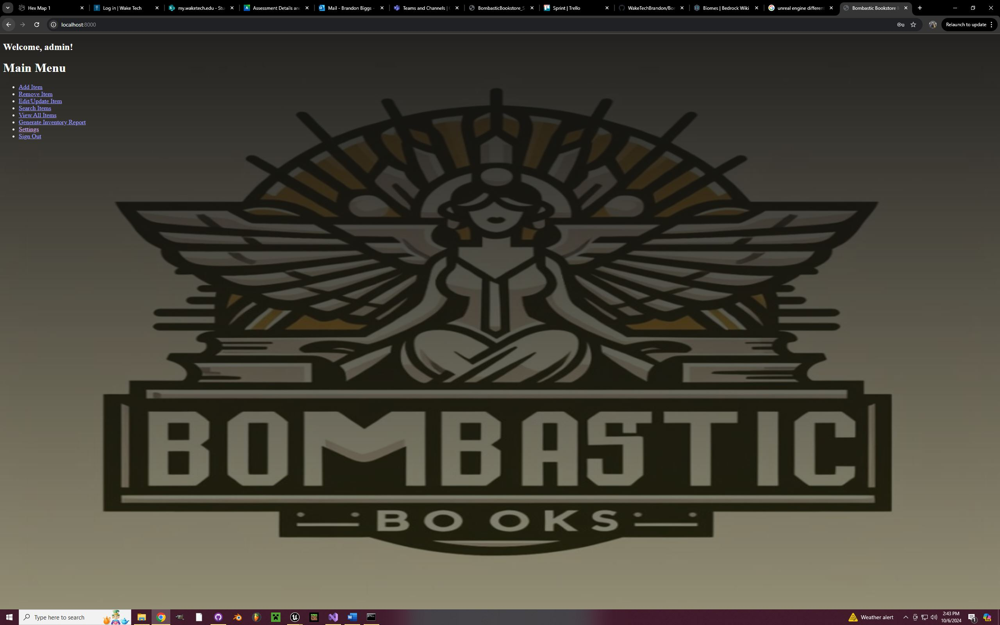 Hex Map 1
Log in | Wake Tech
my.waketech.edu - Stu
Assessment Details an
Mail - Brandon Biggs -
Teams and Channels |
BombasticBookstore_S
Sprint | Trello
WakeTechBrandon/Bo
Biomes | Bedrock Wiki
unreal engine differen
Bombastic Bookstore
localhost:8000
Relaunch to update
Welcome, admin!
Main Menu
Add Item
Remove Item
Edit/Update Item
Search Items
View All Items
Generate Inventory Report
Settings
Sign Out
BOMBASTIC
BOOKS
Type here to search
Weather alert
2:43 PM
10/6/2024
1